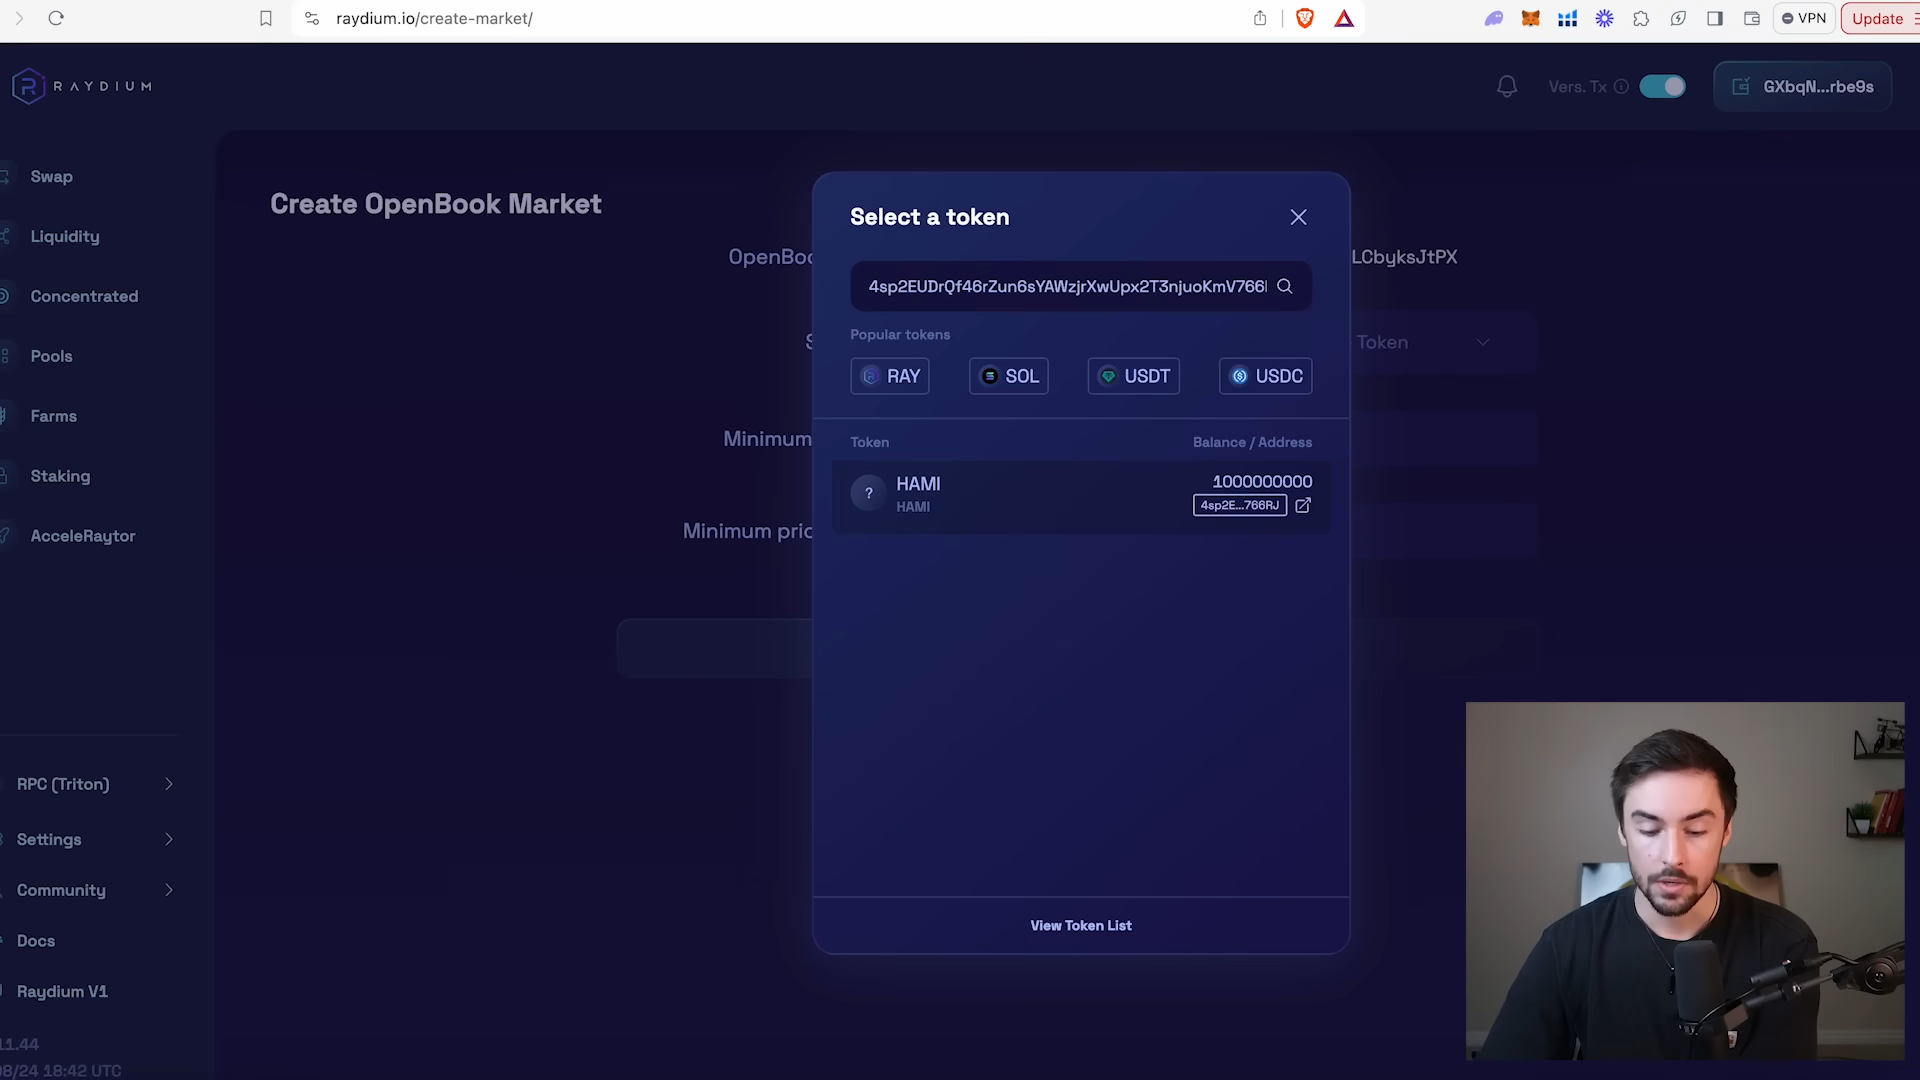 raydium.io/create-market/
VPN
Update
RAYDIUM
Vers. Tx
GXbqN...rbe9s
Swap
Liquidity
Concentrated
Pools
Farms
Staking
AcceleRaytor
RPC (Triton)
Settings
Community
Docs
Raydium V1
11.44
08/24 18:42 UTC
Create OpenBook Market
OpenBoo
LCbyksJtPX
Token
Minimum
Minimum pric
Select a token
4sp2EUDrQf46rZun6sYAWzjrXwUpx2T3njuoKmV766
Popular tokens
RAY
SOL
USDT
USDC
Token
Balance / Address
?
HAMI
1000000000
HAMI
4sp2E...766RJ
View Token List